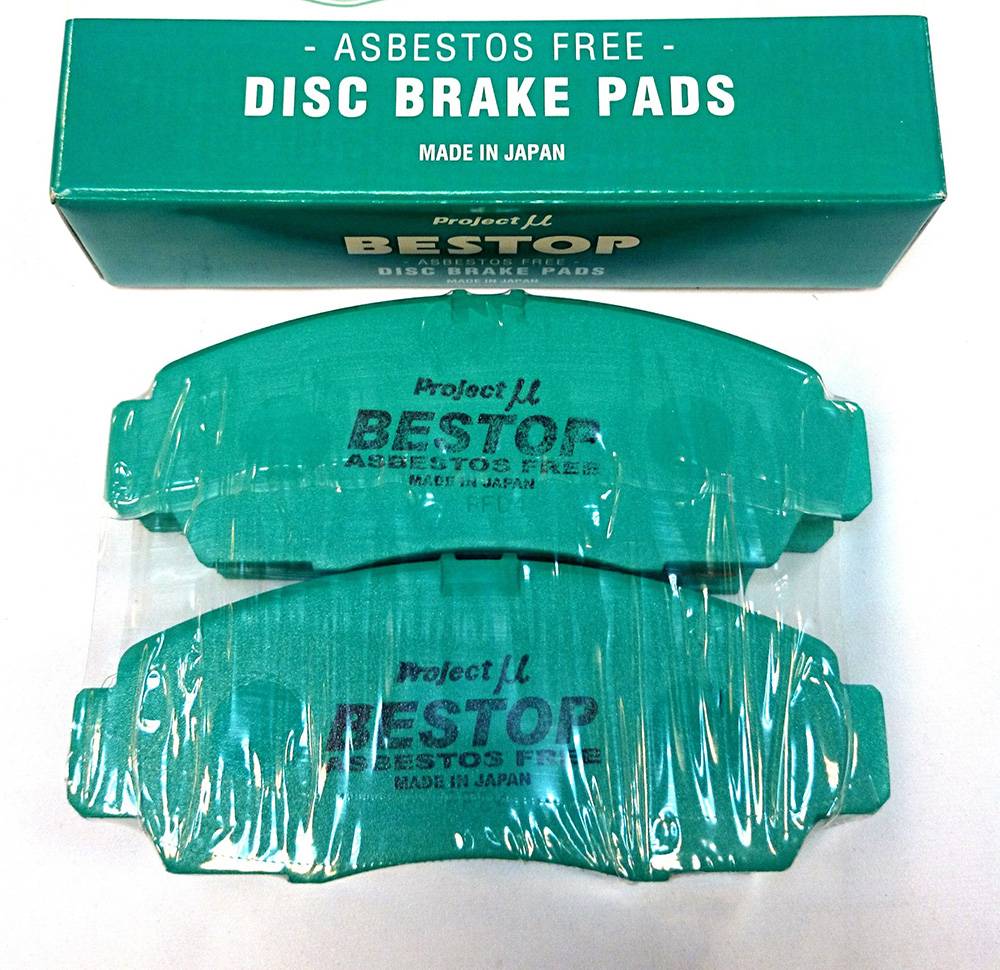 - ASBESTOS FREE -
DISC BRAKE PADS
MADE IN JAPAN
Project μ
BESTOP
- ASBESTOS FREE -
DISC BRAKE PADS
MADE IN JAPAN
Project μ
BESTOP
ASBESTOS FREE
MADE IN JAPAN
Project μ
BESTOP
ASBESTOS FREE
MADE IN JAPAN